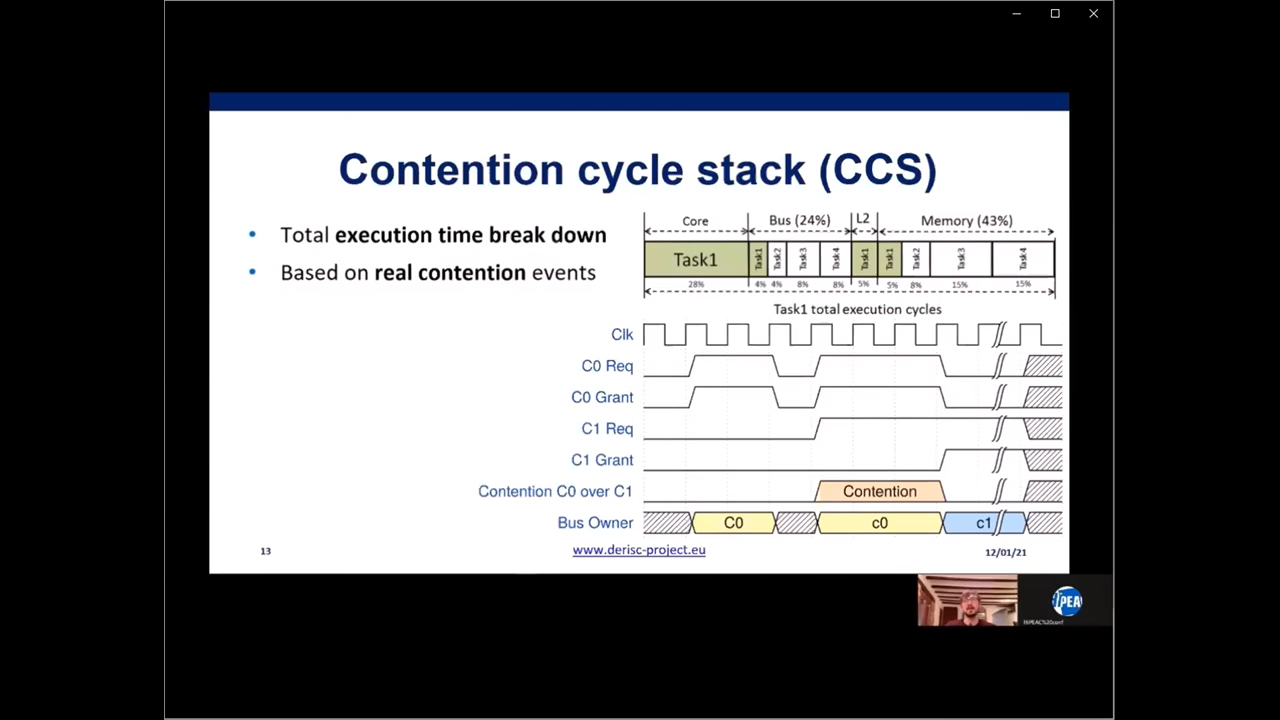 Contention cycle stack (CCS)
• Total execution time break down
• Based on real contention events
Core Bus (24%) L2 Memory (43%)
Task1 Task1 Task2 Task3 Task4 Task1 Task1 Task2 Task3 Task4
28% 4% 4% 8% 8% 5% 5% 8% 15% 15%
Task1 total execution cycles
Clk
C0 Req
C0 Grant
C1 Req
C1 Grant
Contention C0 over C1 Contention
Bus Owner C0 c0 c1
13 www.derisc-project.eu 12/01/21